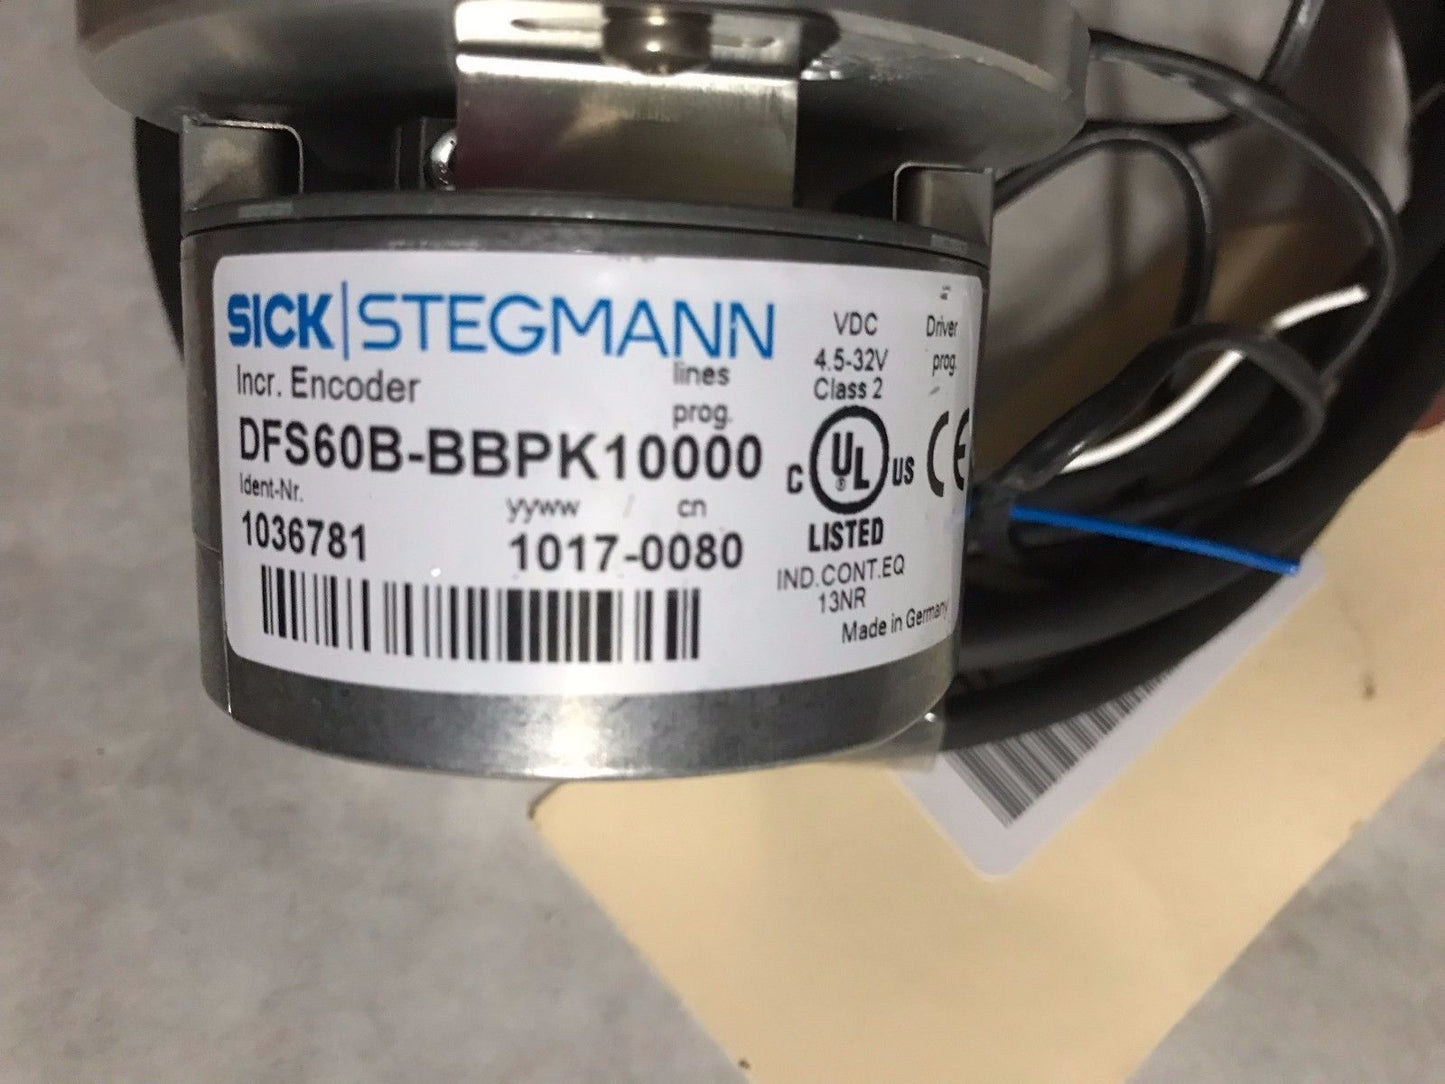 SICK|STEGMANN
Incr. Encoder
lines
prog.
DFS60B-BBPK10000
Ident-Nr.
1036781
yyww / cn
1017-0080
VDC
4.5-32V
Class 2
Driver
prog.
C UL US
®
LISTED
IND.CONT.EQ
13NR
CE
Made in Germany